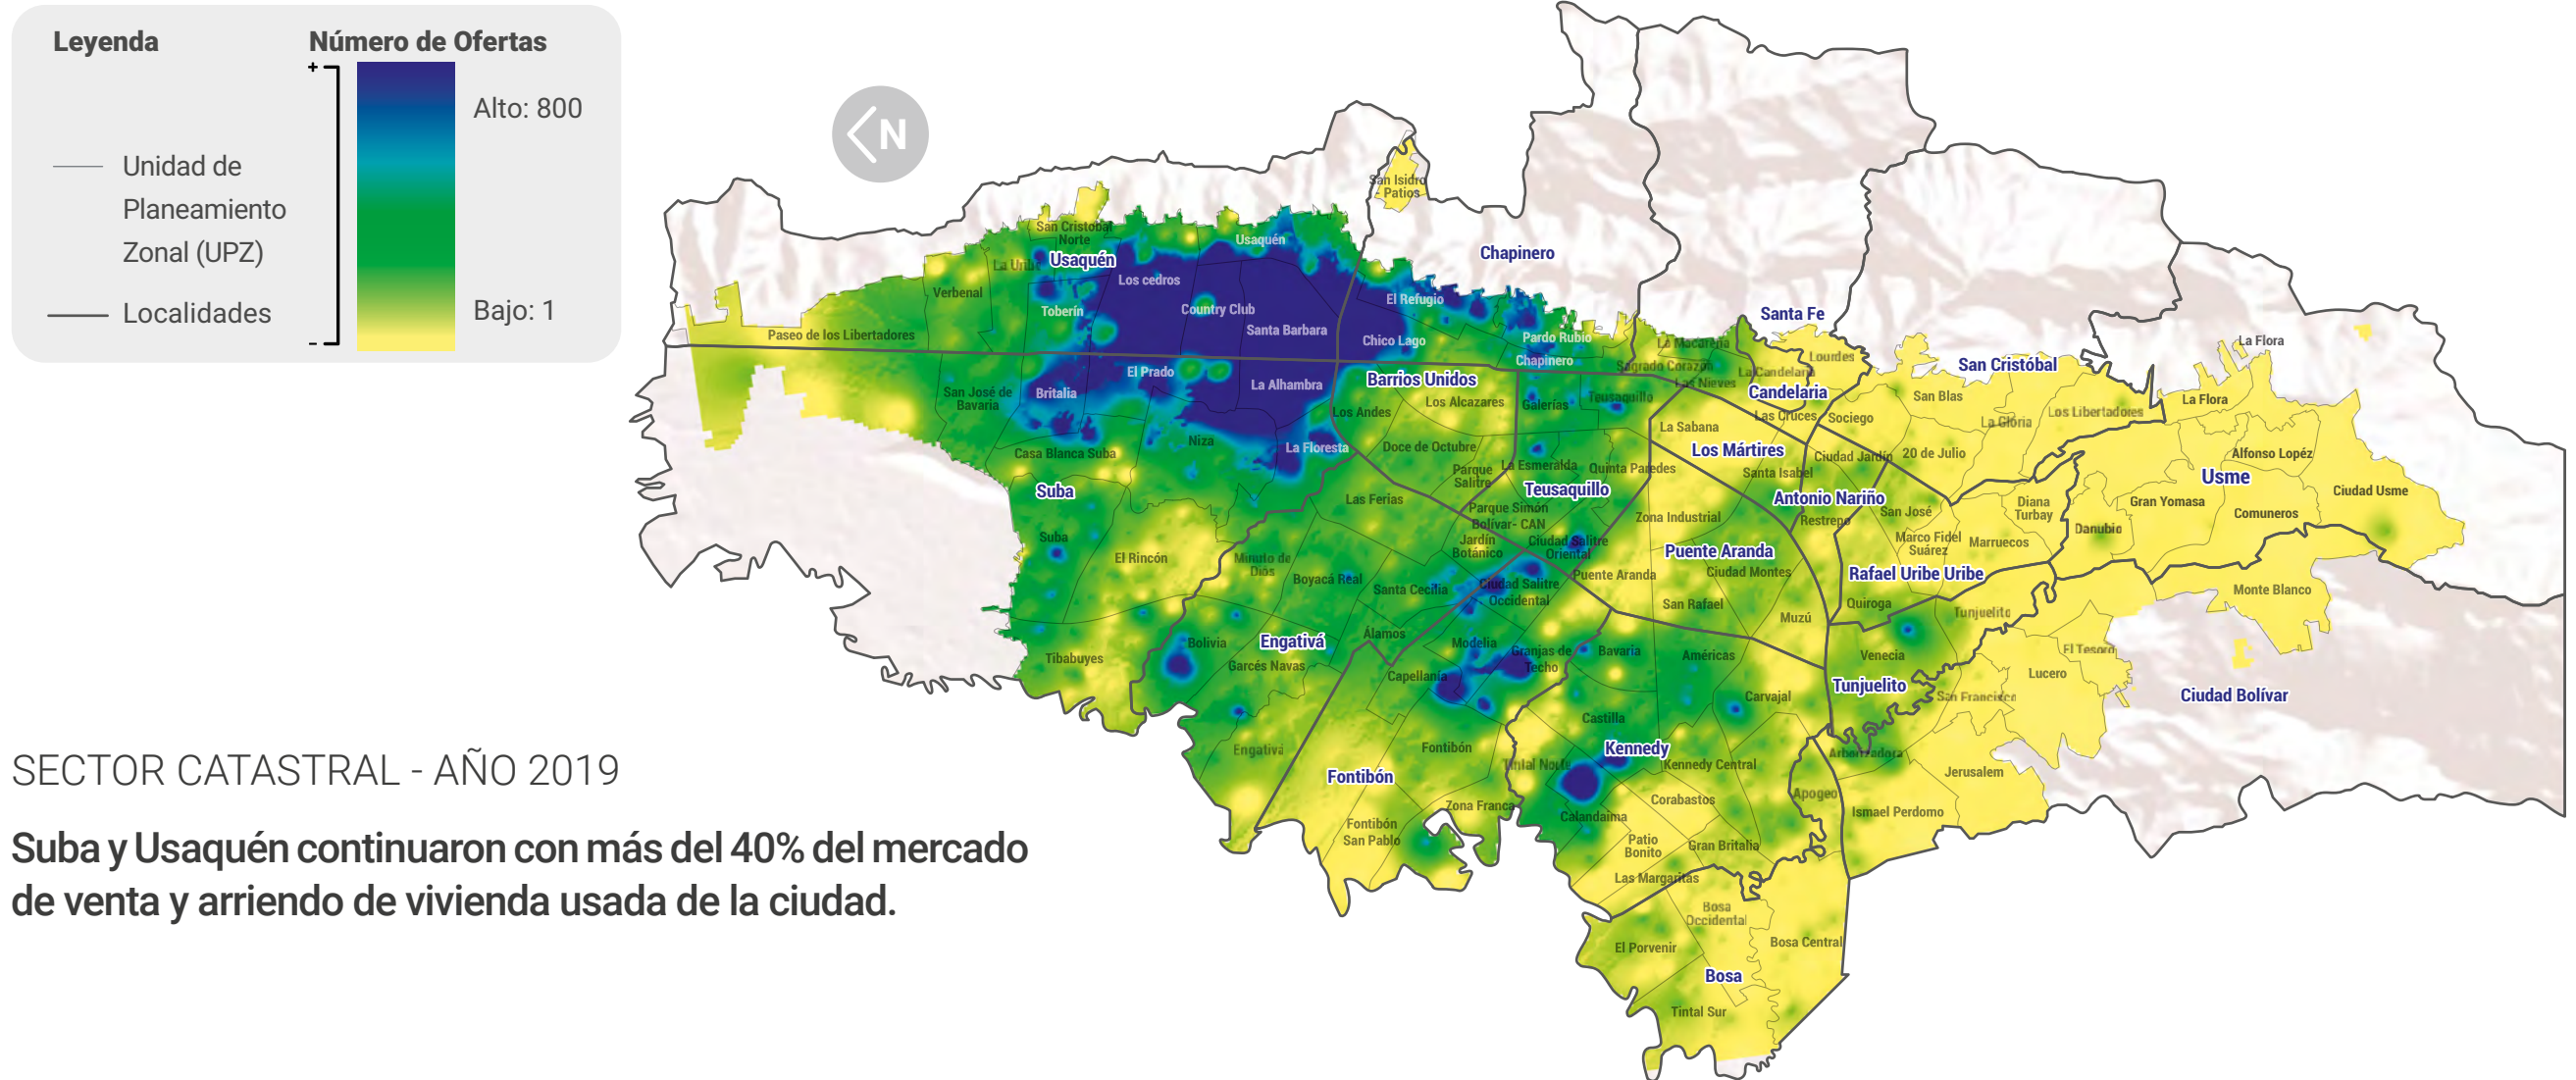 Leyenda
Número de Ofertas
+
-
Alto: 800
Bajo: 1
Unidad de
Planeamiento
Zonal (UPZ)
Localidades
N
San Isidro
- Patios
San Cristobal
Norte
Usaquén
Usaquén
La Uribe
Los cedros
Verbenal
Toberín
Country Club
Santa Barbara
Paseo de los Libertadores
Chapinero
El Refugio
Chico Lago
Pardo Rubio
Chapinero
Santa Fe
La Macarena
Sagrado Corazón
Las Nieves
La Candelaria
Lourdes
Candelaria
Las Cruces
San Cristóbal
La Flora
La Flora
San José de
Bavaria
Britalia
El Prado
La Alhambra
Barrios Unidos
Los Andes
Los Alcazares
Galerías
Teusaquillo
La Sabana
Los Mártires
Santa Isabel
Sociego
San Blas
La Gloria
Los Libertadores
Ciudad Jardín
20 de Julio
Casa Blanca Suba
Niza
La Floresta
Doce de Octubre
Parque
Salitre
La Esmeralda
Quinta Paredes
Teusaquillo
Suba
Las Ferias
Parque Simón
Bolívar- CAN
Zona Industrial
Antonio Nariño
Restrepo
San José
Diana
Turbay
Danubio
Gran Yomasa
Alfonso Lopéz
Usme
Comuneros
Ciudad Usme
Suba
El Rincón
Minuto de
Diós
Boyacá Real
Santa Cecilia
Jardín
Botánico
Ciudad Salitre
Oriental
Ciudad Salitre
Occidental
Puente Aranda
Puente Aranda
Ciudad Montes
San Rafael
Muzú
Marco Fidel
Suárez
Marruecos
Rafael Uribe Uribe
Quiroga
Tunjuelito
Monte Blanco
Tibabuyes
Bolivia
Engativá
Garcés Navas
Álamos
Modelia
Capellanía
Granjas de
Techo
Bavaria
Américas
Carvajal
Venecia
Tunjuelito
El Tesoro
Lucero
San Francisco
Ciudad Bolívar
Engativá
Fontibón
Fontibón
Castilla
Kennedy
Tintal Norte
Kennedy Central
Arborizadora
Jerusalem
Zona Franca
Calandaima
Corabastos
Apogeo
Ismael Perdomo
Fontibón
San Pablo
Patio
Bonito
Gran Britalia
Las Margaritas
Bosa
Occidental
El Porvenir
Bosa Central
Bosa
Tintal Sur
SECTOR CATASTRAL - AÑO 2019
Suba y Usaquén continuaron con más del 40% del mercado
de venta y arriendo de vivienda usada de la ciudad.